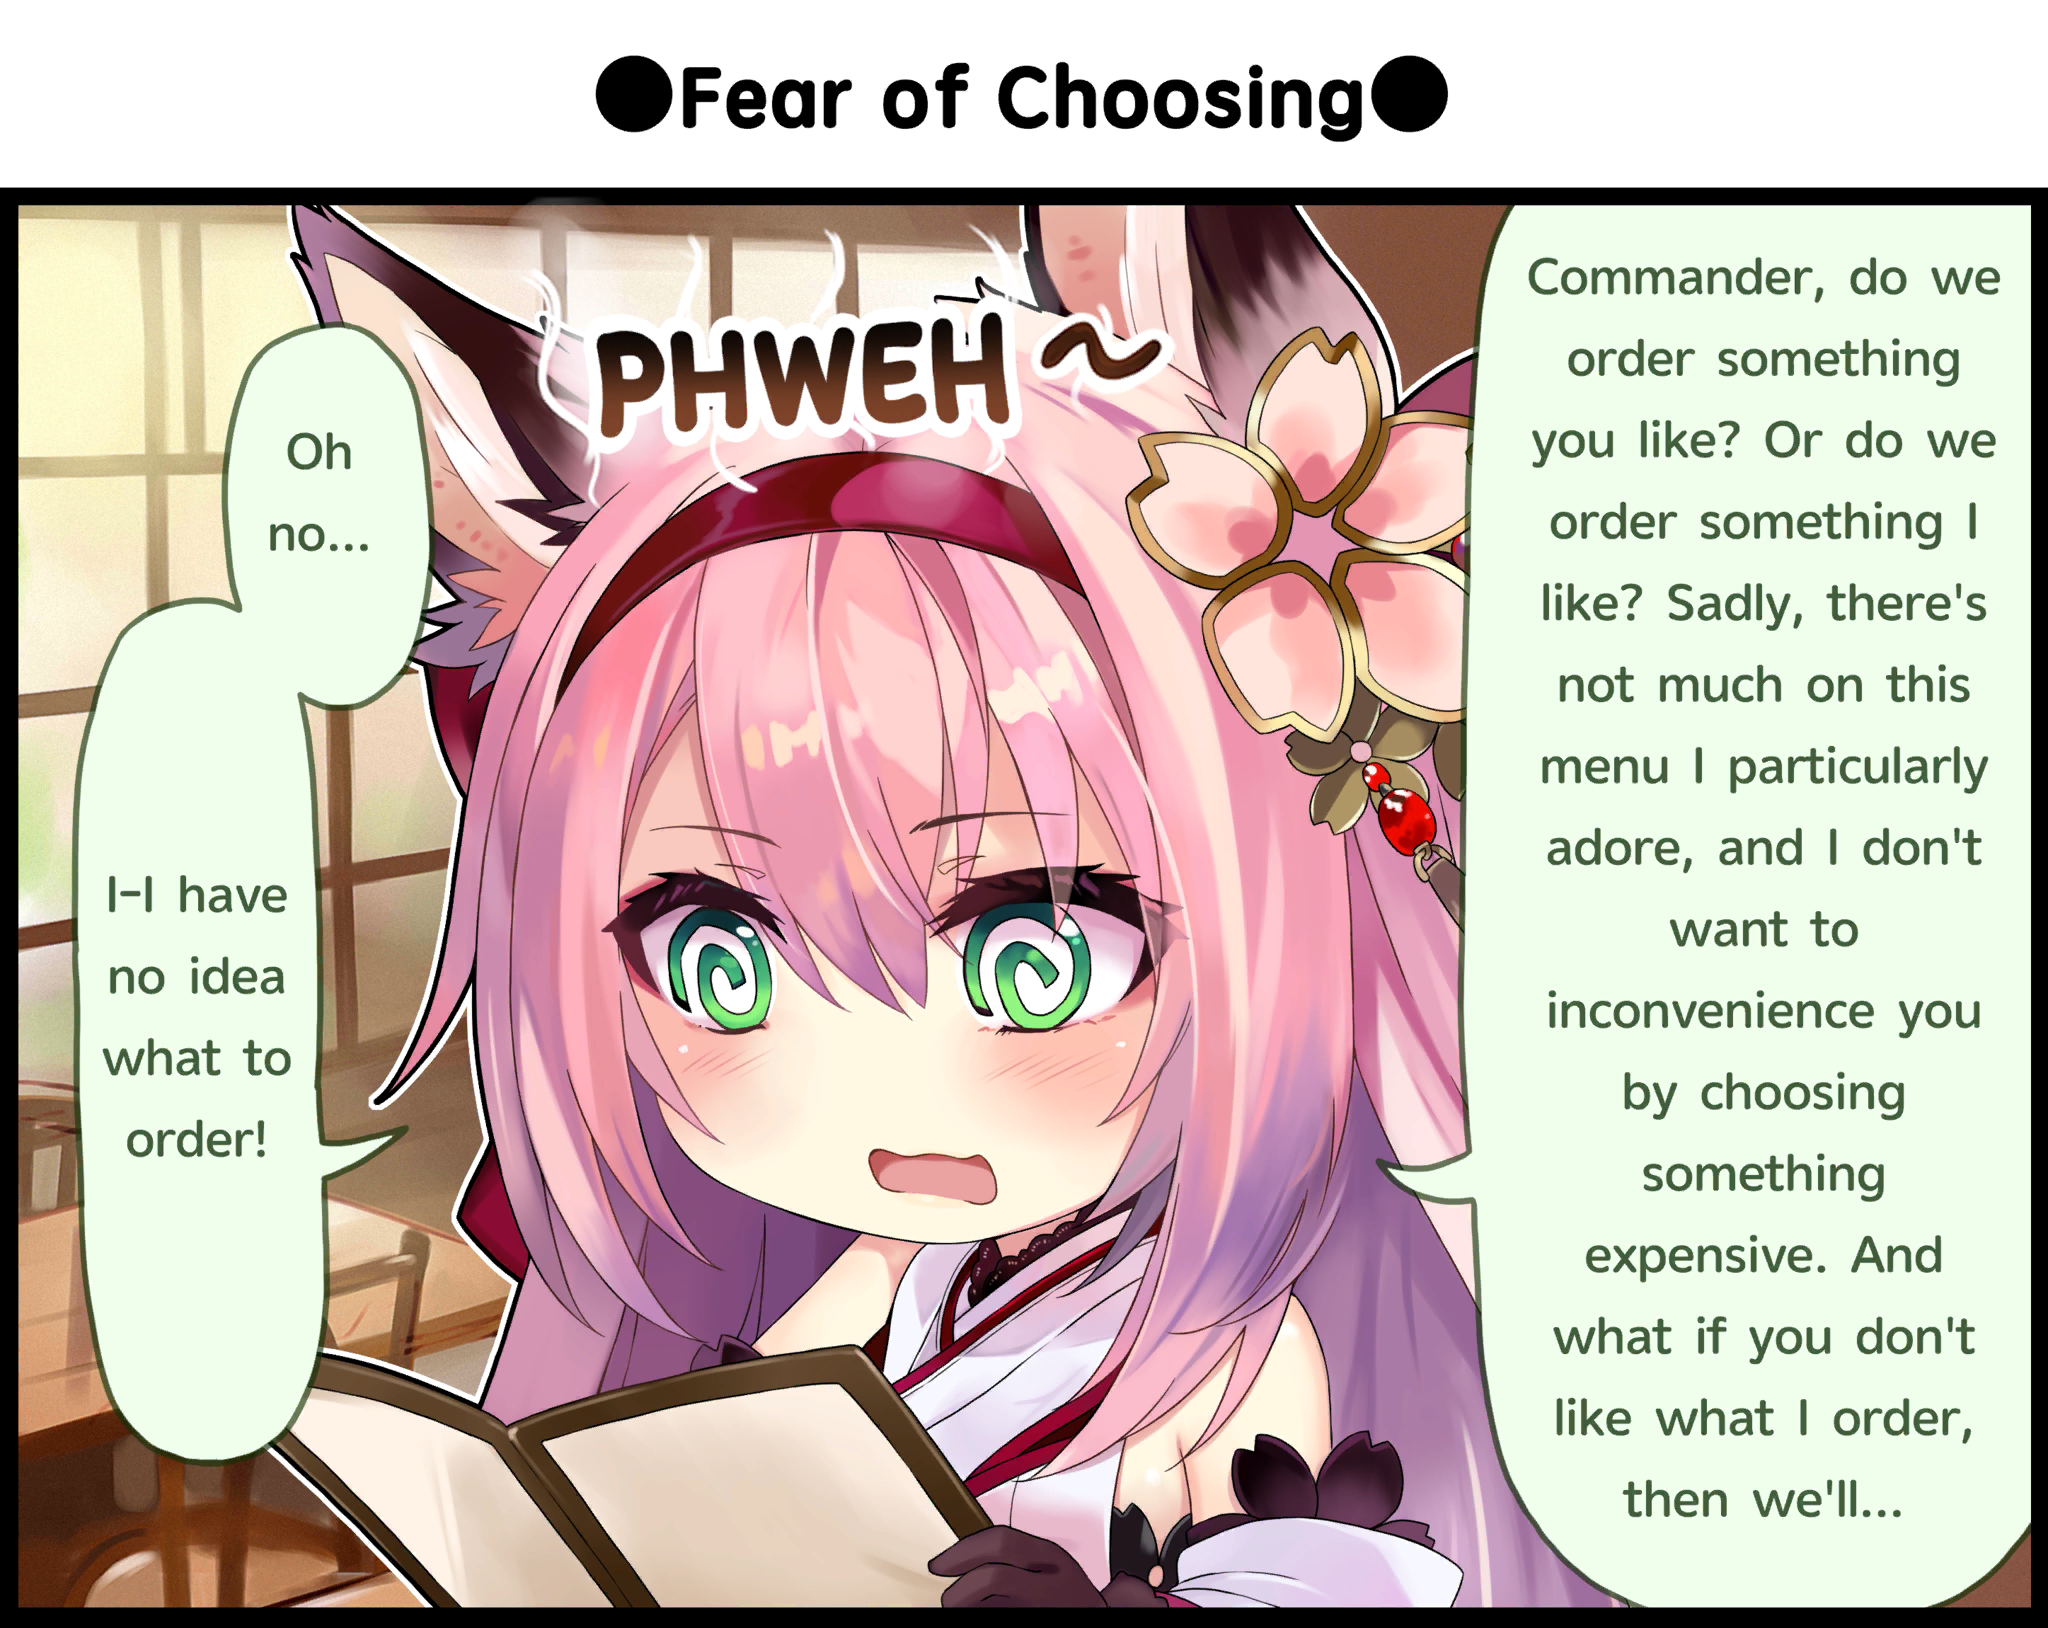 ●Fear of Choosing●
PHWEH~
Commander, do we
order something
you like? Or do we
order something I
like? Sadly, there's
not much on this
menu I particularly
adore, and I don't
want to
inconvenience you
by choosing
something
expensive. And
what if you don't
like what I order,
then we'll...
Oh
no...
I-I have
no idea
what to
order!